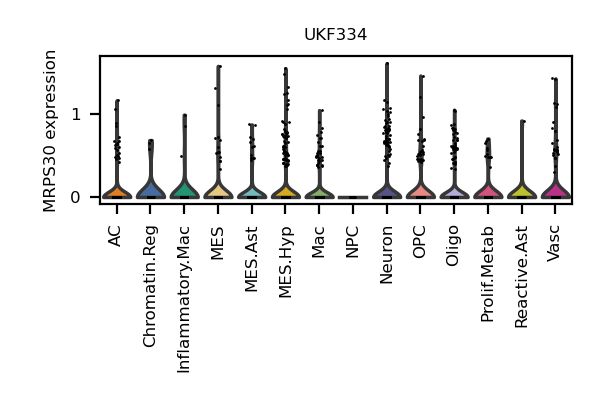 UKF334
MRPS30 expression
1
0
AC
Chromatin.Reg
Inflammatory.Mac
MES
MES.Ast
MES.Hyp
Mac
NPC
Neuron
OPC
Oligo
Prolif.Metab
Reactive.Ast
Vasc